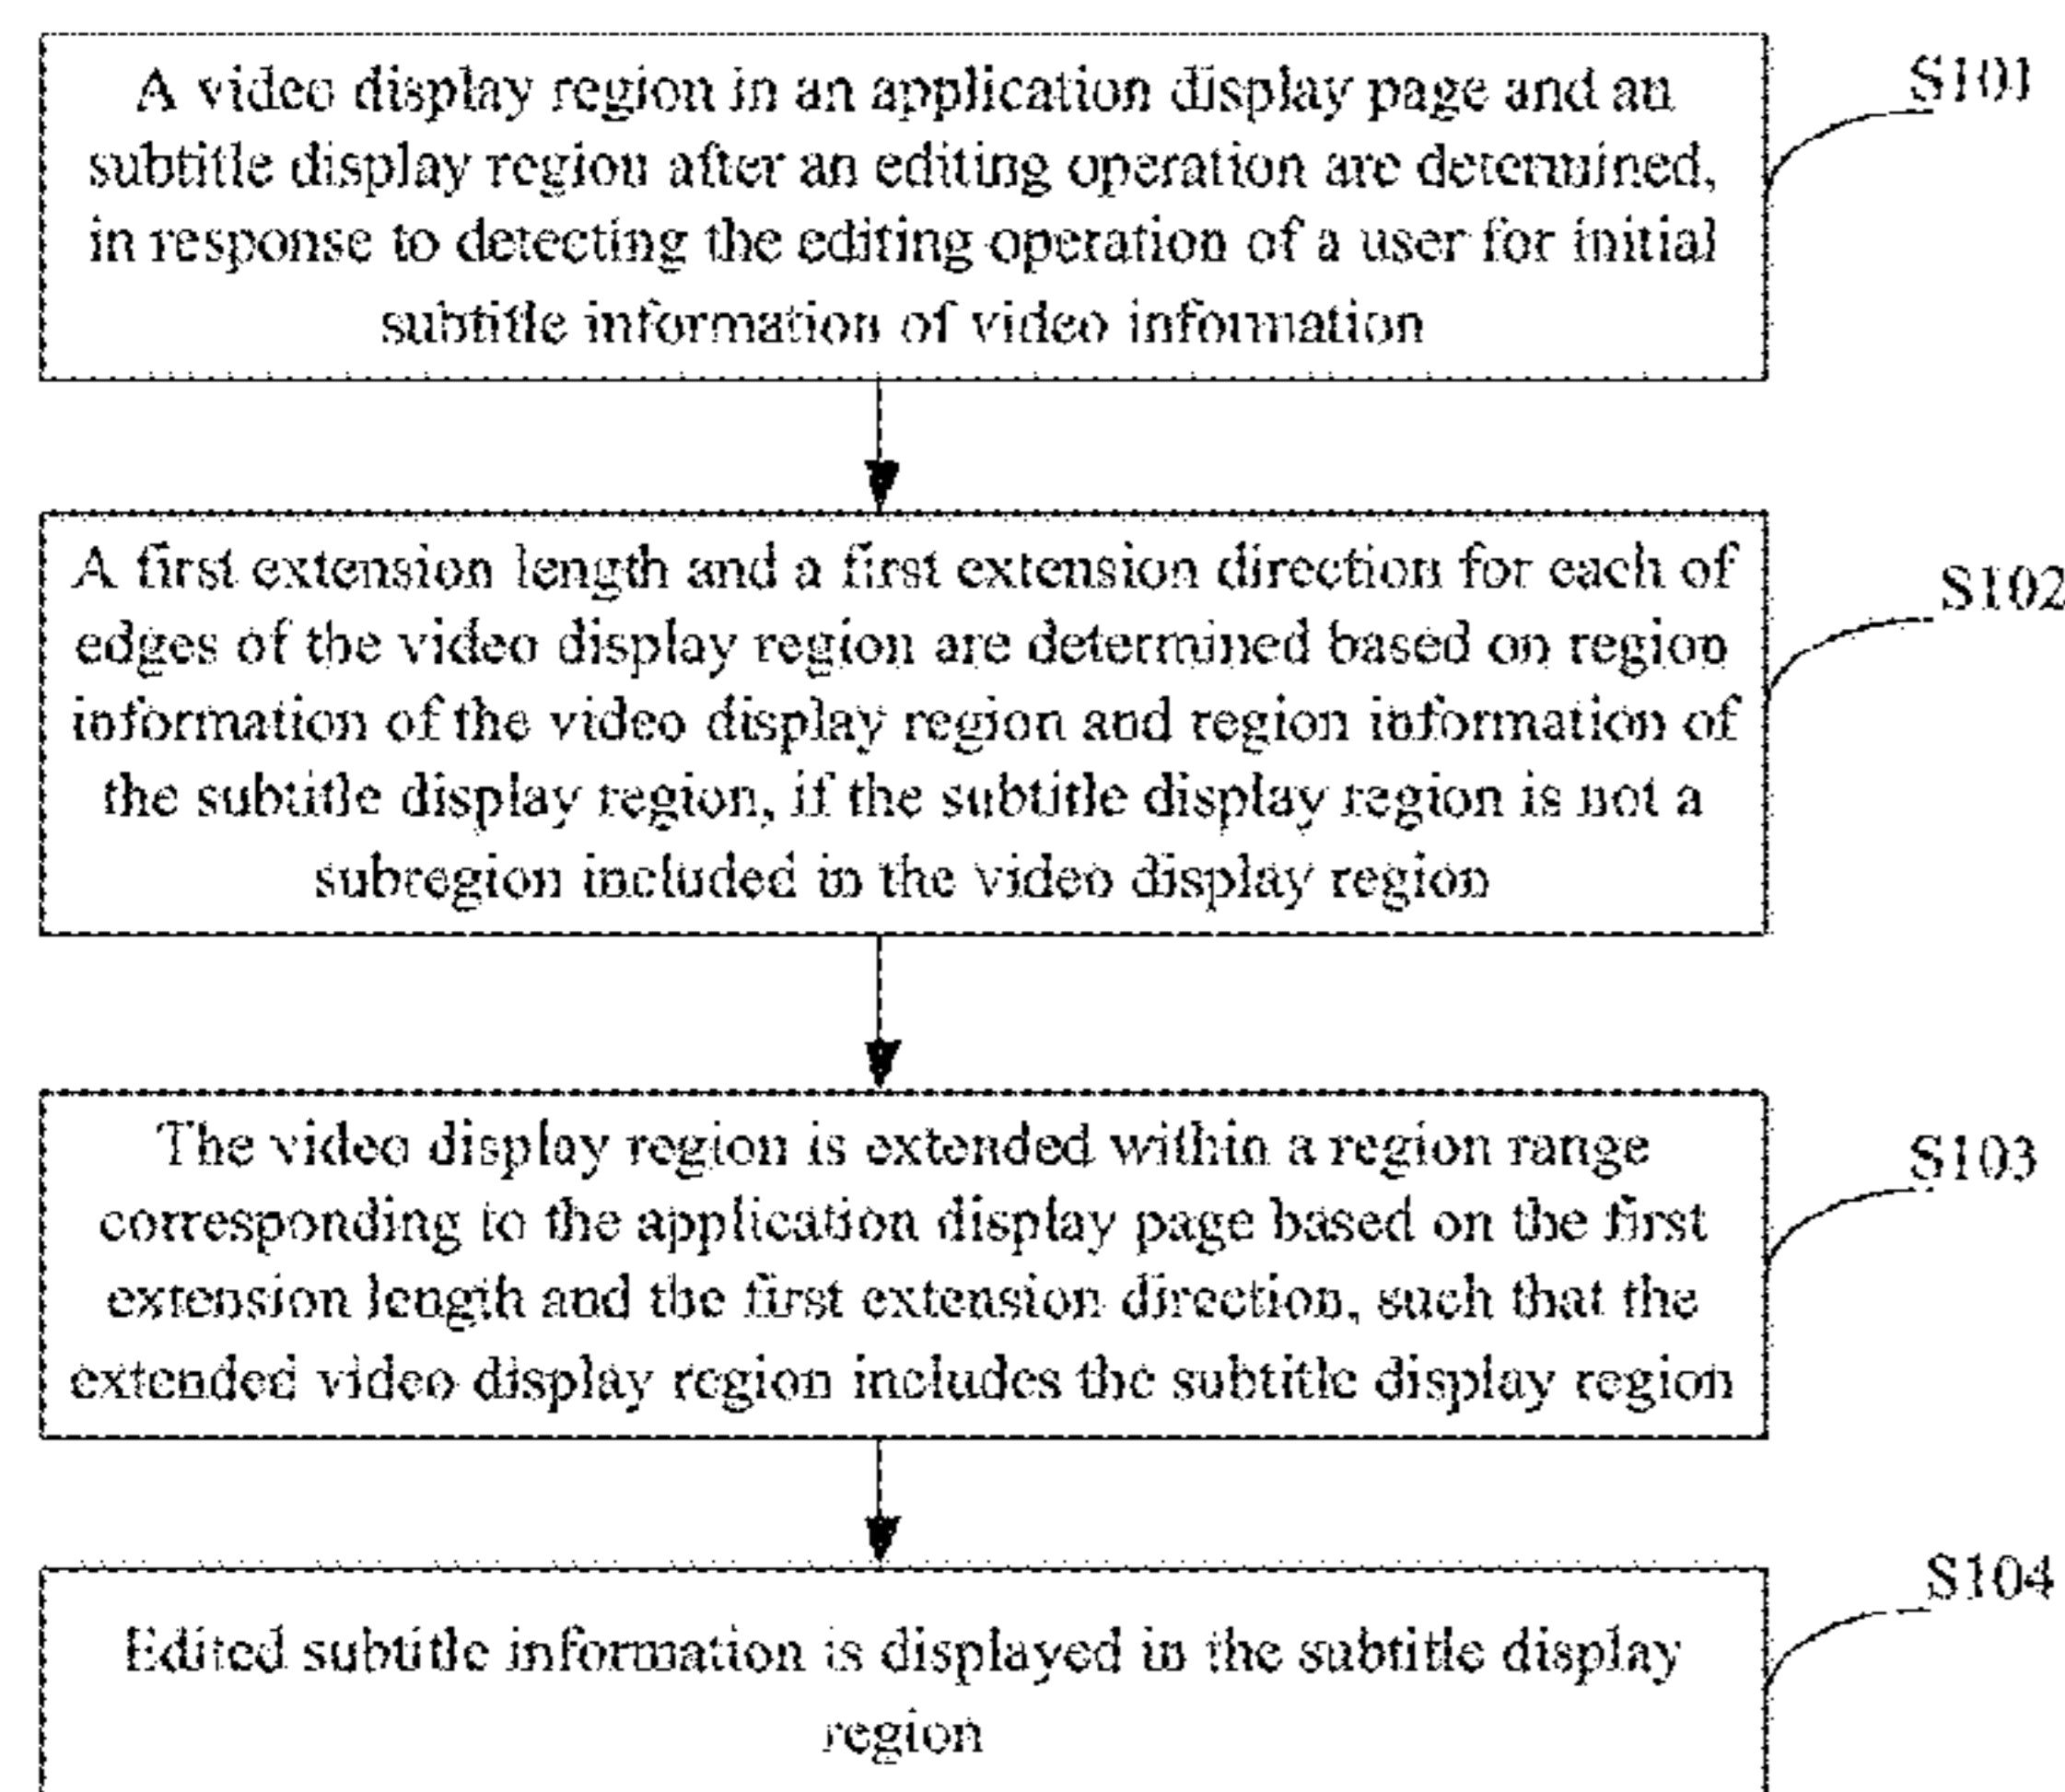 A video display region in an application display page and an
S101
subtitle display region after an editing operation are determined,
in response to detecting the editing operation of a user for initial
subtitle information of video information
A first extension length and a first extension direction for each of
S102
edges of the video display region are determined based on region
information of the video display region and region information of
the subtitle display region, if the subtitle display region is not a
subregion included in the video display region
The video display region is extended within a region range
S103
corresponding to the application display page based on the first
extension length and the first extension direction, such that the
extended video display region includes the subtitle display region
S104
Edited subtitle information is displayed in the subtitle display
region